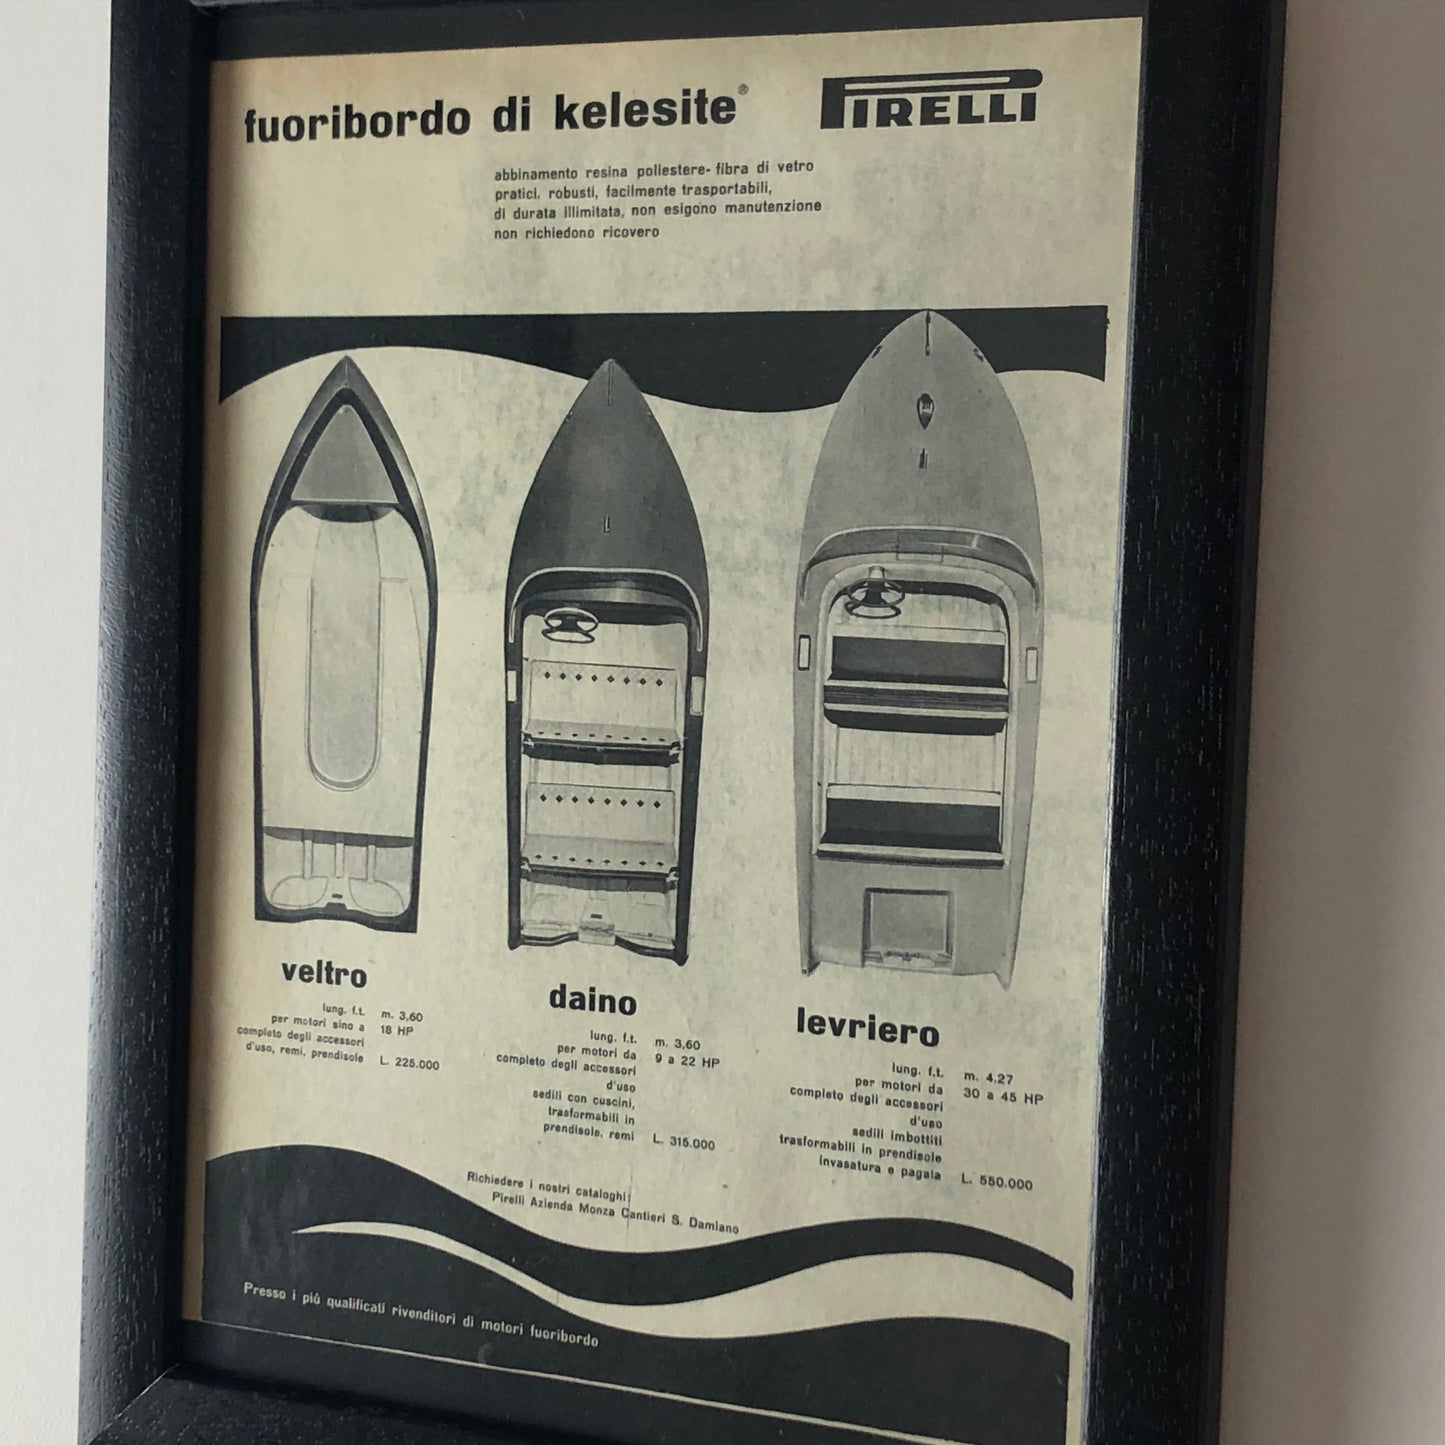 fuoribordo di kelesite®
PIRELLI
abbinamento resina poliestere-fibra di vetro
pratici, robusti, facilmente trasportabili,
di durata illimitata, non esigono manutenzione
non richiedono ricovero
veltro
lung. f.t. m. 3,60
per motori sino a 18 HP
completo degli accessori
d'uso, remi, prendisole L. 225.000
daino
lung. f.t. m. 3,60
per motori da 9 a 22 HP
completo degli accessori
d'uso
sedili con cuscini,
trasformabili in
prendisole, remi L. 315.000
levriero
lung. f.t. m. 4,27
per motori da 30 a 45 HP
completo degli accessori
d'uso
sedili imbottiti
trasformabili in prendisole
invasatura e pagaia L. 550.000
Richiedere i nostri cataloghi:
Pirelli Azienda Monza Cantieri S. Damiano
Presso i più qualificati rivenditori di motori fuoribordo